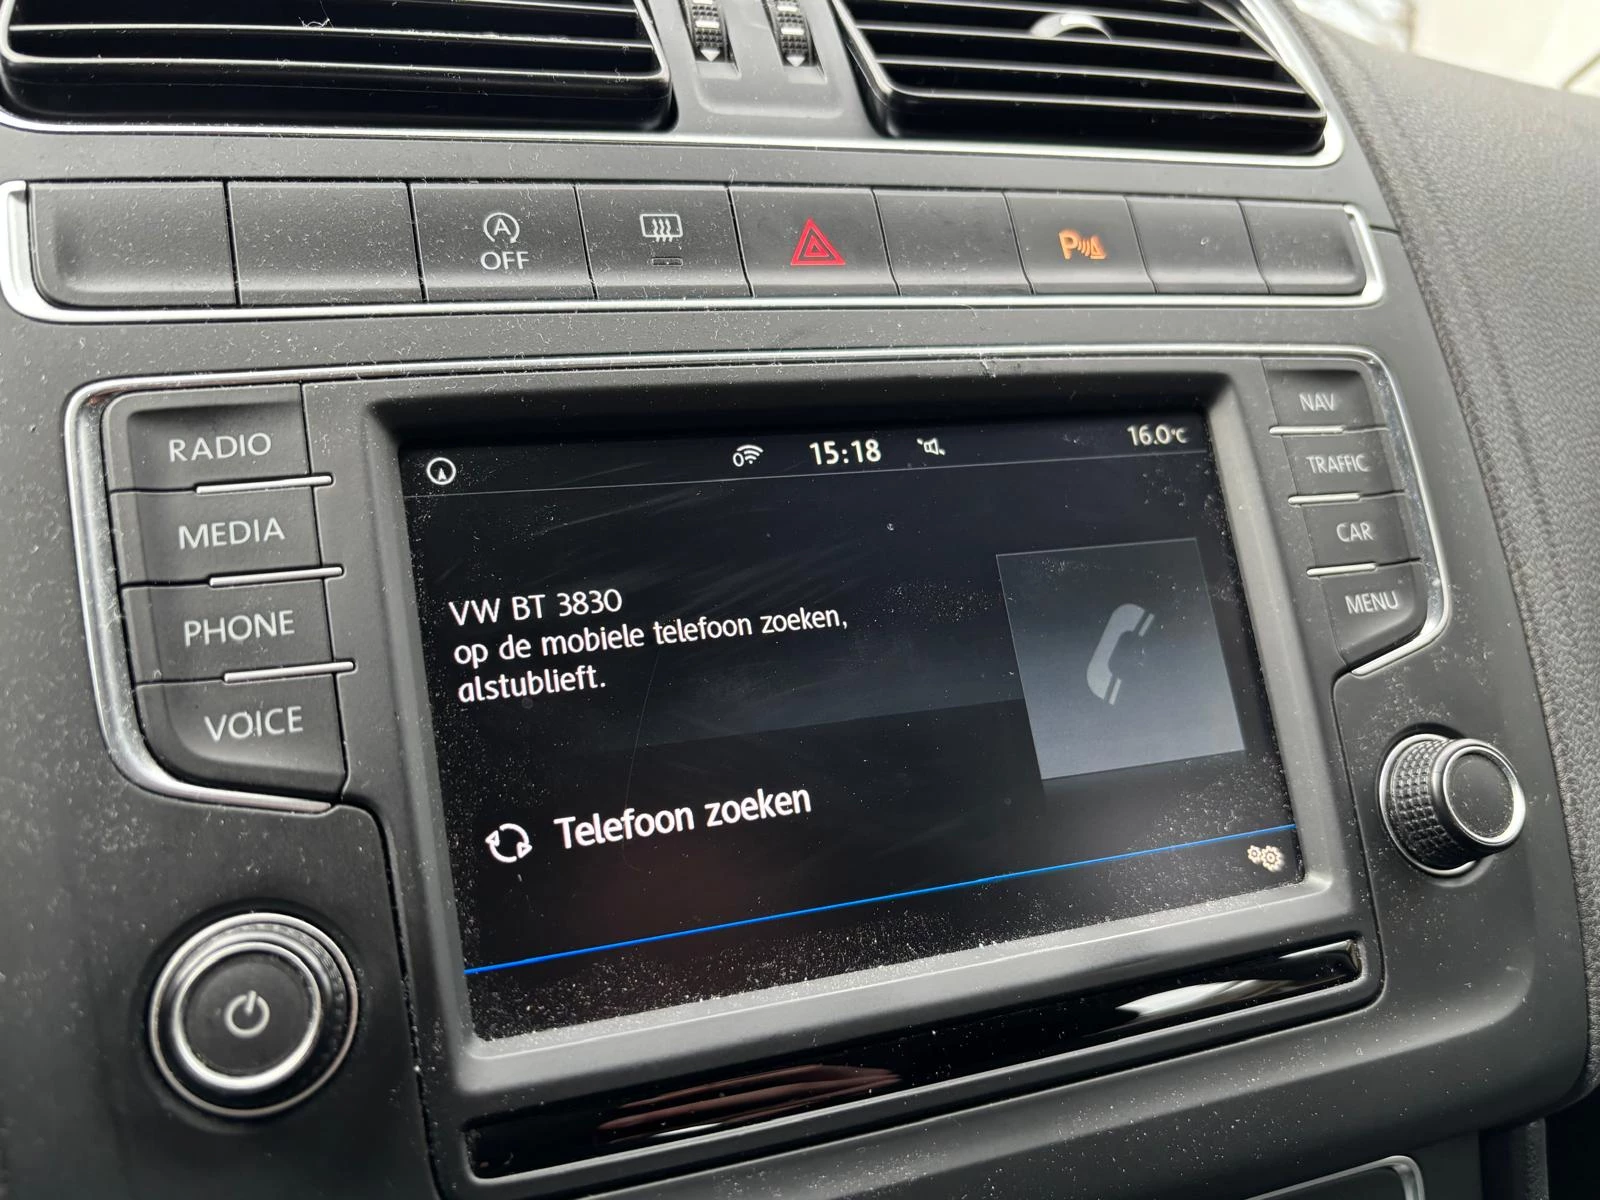 A
OFF
P
RADIO
MEDIA
PHONE
VOICE
0
15:18
16.0°C
VW BT 3830
op de mobiele telefoon zoeken,
alstublieft.
Telefoon zoeken
NAV
TRAFFIC
CAR
MENU